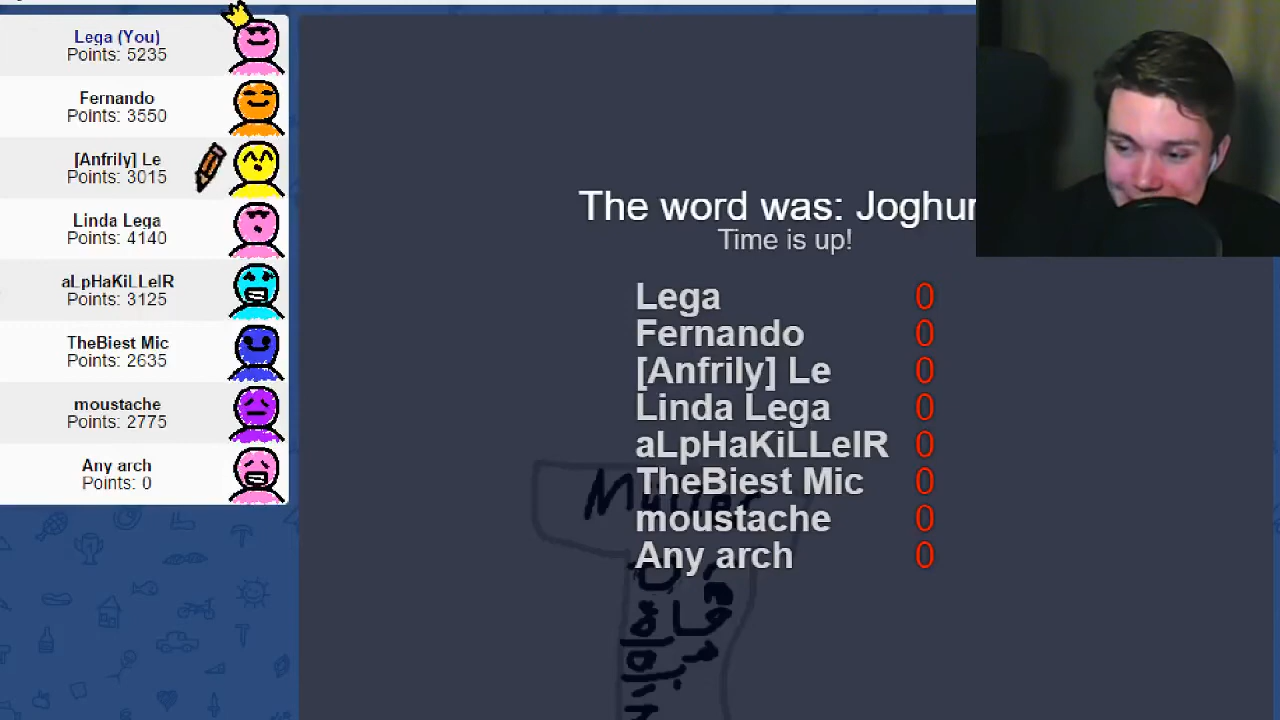 Lega (You)
Points: 5235
Fernando
Points: 3550
[Anfrily] Le
Points: 3015
Linda Lega
Points: 4140
aLpHaKiLLeIR
Points: 3125
TheBiest Mic
Points: 2635
moustache
Points: 2775
Any arch
Points: 0
The word was: Joghur
Time is up!
Lega 0
Fernando 0
[Anfrily] Le 0
Linda Lega 0
aLpHaKiLLeIR 0
TheBiest Mic 0
moustache 0
Any arch 0